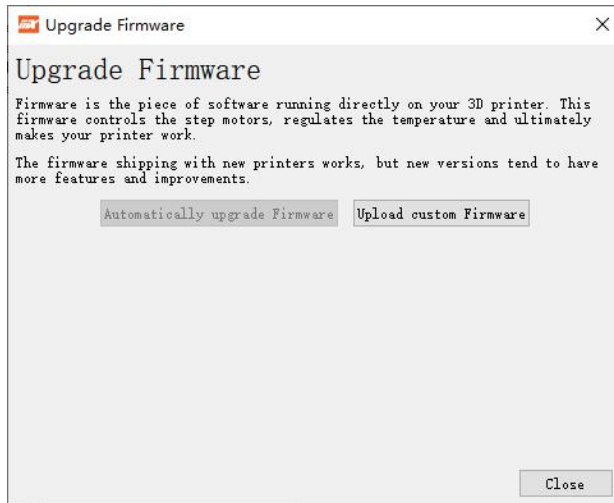 Upgrade Firmware
Upgrade Firmware
Firmware is the piece of software running directly on your 3D printer. This
firmware controls the step motors, regulates the temperature and ultimately
makes your printer work.
The firmware shipping with new printers works, but new versions tend to have
more features and improvements.
Automatically upgrade Firmware
Upload custom Firmware
Close